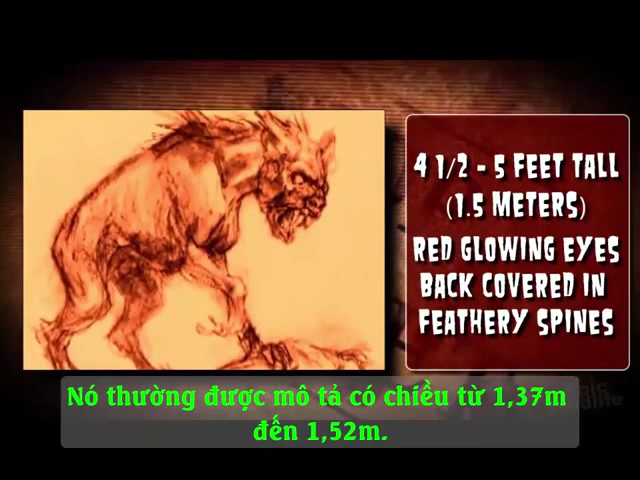 4 1/2 - 5 FEET TALL
(1.5 METERS)
RED GLOWING EYES
BACK COVERED IN
FEATHERY SPINES
Nó thường được mô tả có chiều từ 1,37m
đến 1,52m.